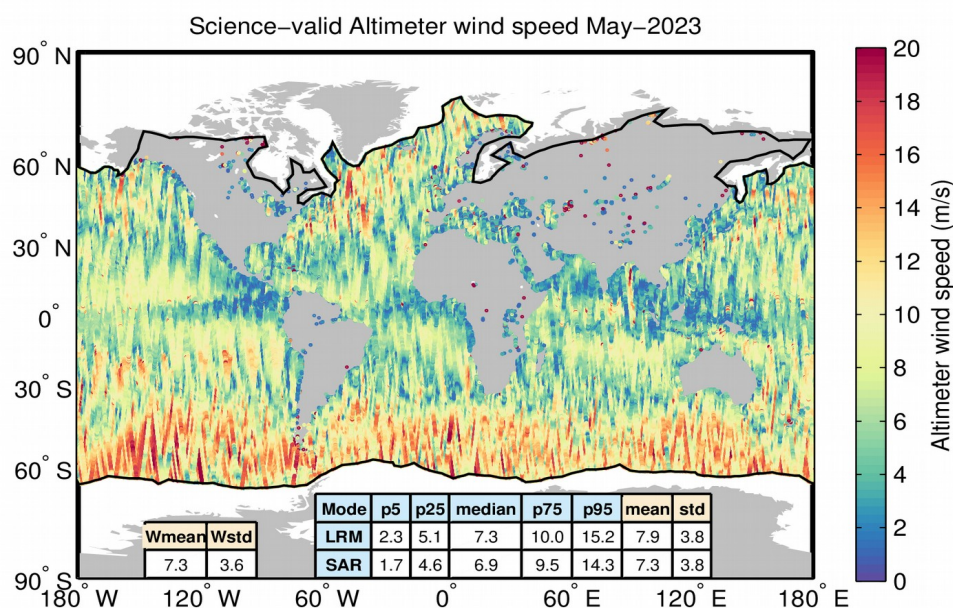 Science−valid Altimeter wind speed May−2023
90° N
60° N
30° N
0°
30° S
60° S
90° S
180° W
120° W
60° W
0°
60° E
120° E
180° E
Wmean Wstd
7.3 3.6
Mode p5 p25 median p75 p95 mean std
LRM 2.3 5.1 7.3 10.0 15.2 7.9 3.8
SAR 1.7 4.6 6.9 9.5 14.3 7.3 3.8
20
18
16
14
12
10
8
6
4
2
0
Altimeter wind speed (m/s)